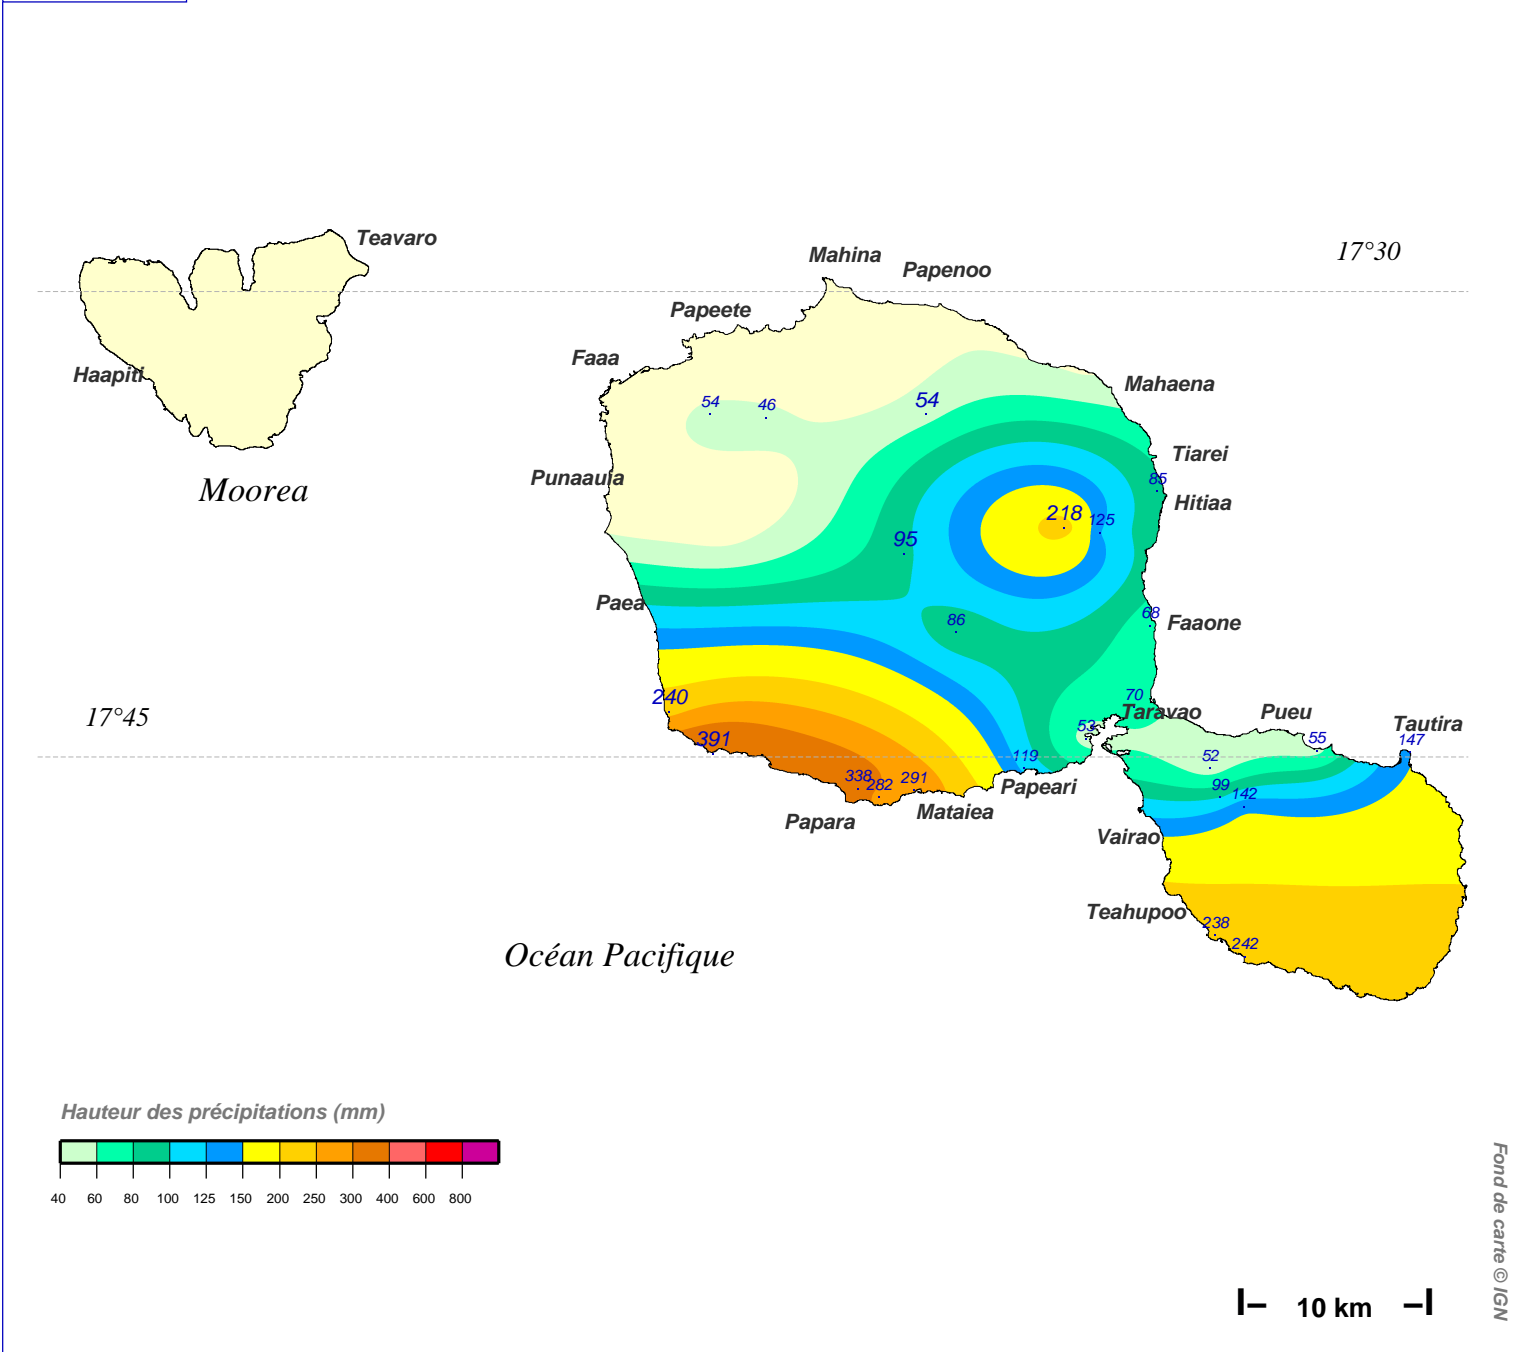 Teavaro
Mahina
17°30
Papenoo
Papeete
Faaa
Haapiti
Mahaena
54
46
54
Tiarei
Punaauia
85
Moorea
Hitiaa
218
125
95
Paea
68
86
Faaone
240
70
17°45
Taravao
Pueu
Tautira
53
391
55
147
119
52
338
282
291
99
142
Papeari
Papara
Mataiea
Vairao
Teahupoo
238
242
Océan Pacifique
Hauteur des précipitations (mm)
40 60 80 100 125 150 200 250 300 400 600 800
10 km
Fond de carte © IGN